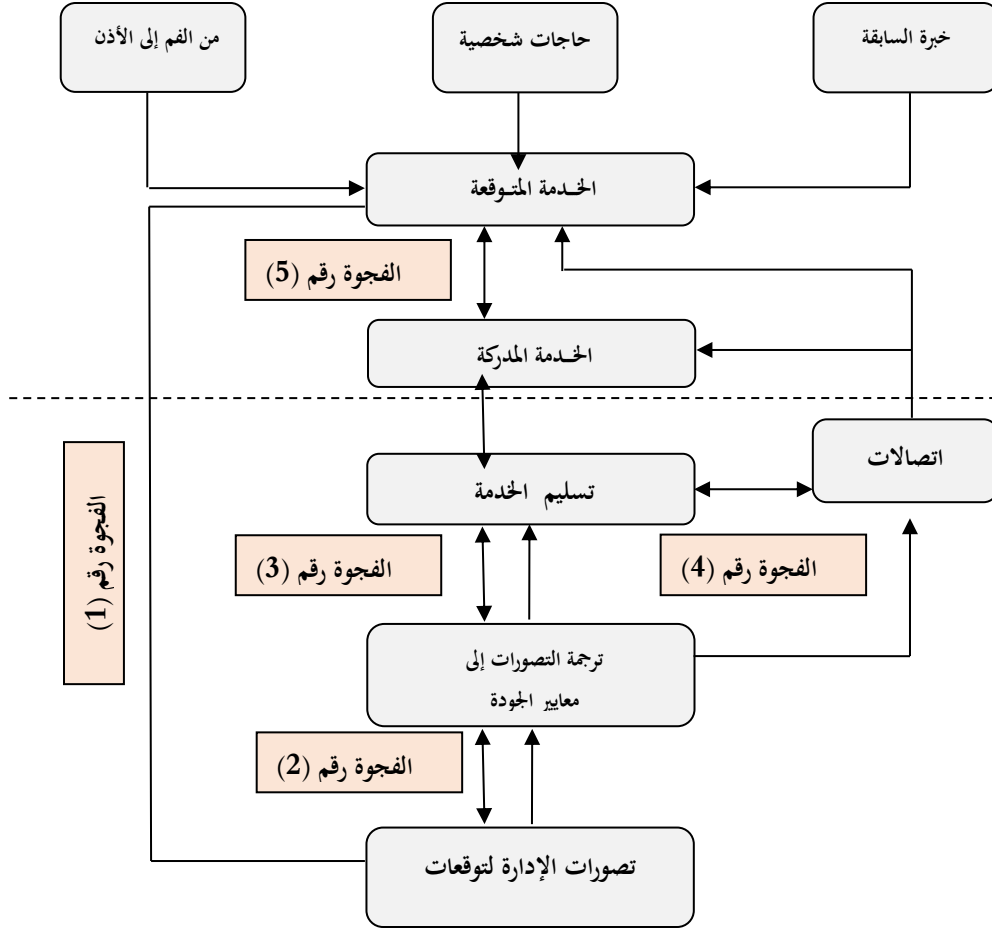 خبرة السابقة
حاجات شخصية
من الفم إلى الأذن
الخدمة المتوقعة
الفجوة رقم (5)
الخدمة المدركة
اتصالات
تسليم الخدمة
الفجوة رقم (1)
الفجوة رقم (4)
الفجوة رقم (3)
ترجمة التصورات إلى
معايير الجودة
الفجوة رقم (2)
تصورات الإدارة لتوقعات